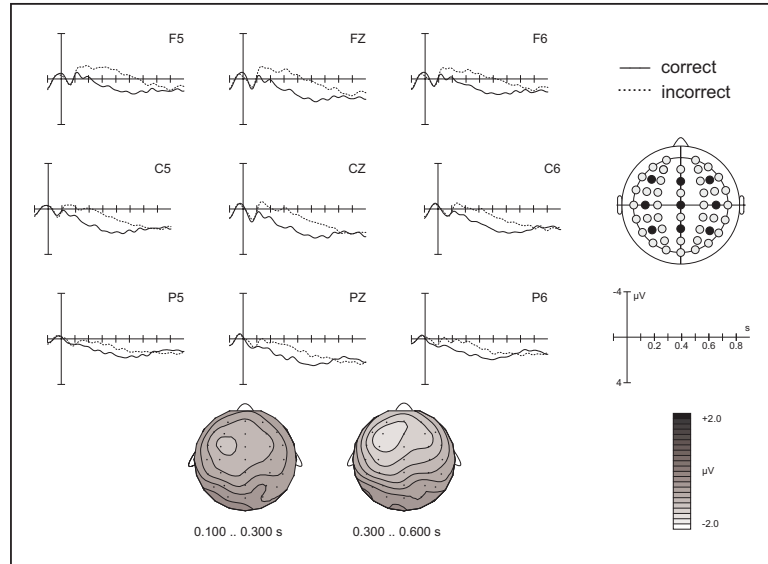 F5
FZ
F6
correct
incorrect
C5
CZ
C6
P5
PZ
P6
-4
µV
s
0.2 0.4 0.6 0.8
4
+2.0
µV
-2.0
0.100 .. 0.300 s
0.300 .. 0.600 s